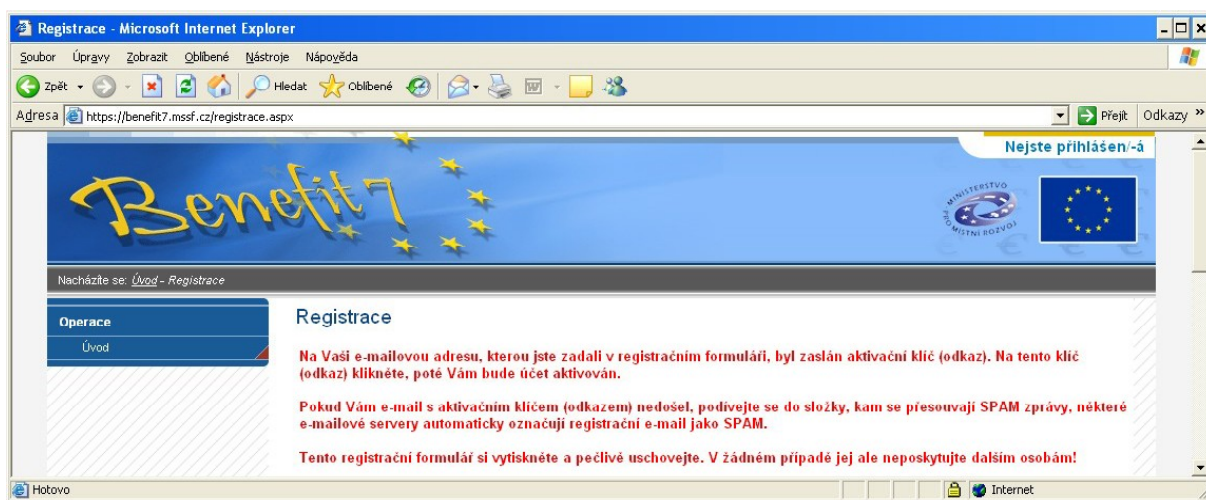 Registrace - Microsoft Internet Explorer
Soubor Úpravy Zobrazit Oblíbené Nástroje Nápověda
Zpět Hledat Oblíbené
Adresa https://benefit7.mssf.cz/registrace.aspx Přejít Odkazy »
Nejste přihlášen/-á
Benefit 7
MINISTERSTVO
PRO MÍSTNÍ ROZVOJ
Nacházíte se: Úvod - Registrace
Operace
Úvod
Registrace
Na Vaši e-mailovou adresu, kterou jste zadali v registračním formuláři, byl zaslán aktivační klíč (odkaz). Na tento klíč
(odkaz) klikněte, poté Vám bude účet aktivován.
Pokud Vám e-mail s aktivačním klíčem (odkazem) nedošel, podívejte se do složky, kam se přesouvají SPAM zprávy, některé
e-mailové servery automaticky označují registrační e-mail jako SPAM.
Tento registrační formulář si vytiskněte a pečlivě uschovejte. V žádném případě jej ale neposkytujte dalším osobám!
Hotovo Internet